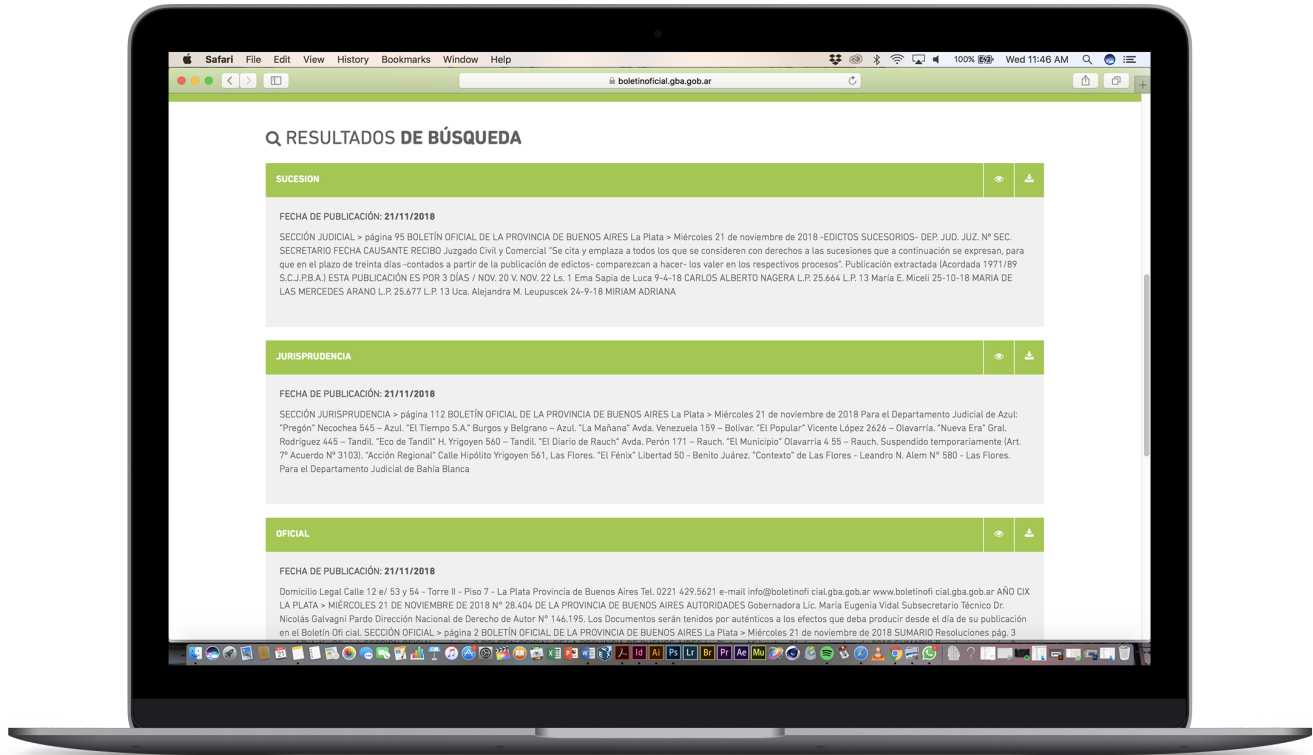 Safari File Edit View History Bookmarks Window Help 100% Wed 11:46 AM
boletinoficial.gba.gob.ar
RESULTADOS DE BÚSQUEDA
SUCESION
FECHA DE PUBLICACIÓN: 21/11/2018
SECCIÓN JUDICIAL > página 95 BOLETÍN OFICIAL DE LA PROVINCIA DE BUENOS AIRES La Plata > Miércoles 21 de noviembre de 2018 -EDICTOS SUCESORIOS- DEP. JUD. JUZ. Nº SEC.
SECRETARIO FECHA CAUSANTE RECIBO Juzgado Civil y Comercial "Se cita y emplaza a todos los que se consideren con derechos a las sucesiones que a continuación se expresan, para
que en el plazo de treinta días -contados a partir de la publicación de edictos- comparezcan a hacer- los valer en los respectivos procesos". Publicación extractada (Acordada 1971/89
S.C.J.P.B.A.) ESTA PUBLICACIÓN ES POR 3 DÍAS / NOV. 20 V. NOV. 22 Ls. 1 Ema Sapia de Luca 9-4-18 CARLOS ALBERTO NAGERA L.P. 25.664 L.P. 13 María E. Miceli 25-10-18 MARIA DE
LAS MERCEDES ARANO L.P. 25.677 L.P. 13 Uca. Alejandra M. Leupuscek 24-9-18 MIRIAM ADRIANA
JURISPRUDENCIA
FECHA DE PUBLICACIÓN: 21/11/2018
SECCIÓN JURISPRUDENCIA > página 112 BOLETÍN OFICIAL DE LA PROVINCIA DE BUENOS AIRES La Plata > Miércoles 21 de noviembre de 2018 Para el Departamento Judicial de Azul:
"Pregón" Necochea 545 – Azul. "El Tiempo S.A." Burgos y Belgrano – Azul. "La Mañana" Avda. Venezuela 159 – Bolívar. "El Popular" Vicente López 2626 – Olavarría. "Nueva Era" Gral.
Rodríguez 445 – Tandil. "Eco de Tandil" H. Yrigoyen 560 – Tandil. "El Diario de Rauch" Avda. Perón 171 – Rauch. "El Municipio" Olavarría 4 55 – Rauch. Suspendido temporariamente (Art.
7º Acuerdo Nº 3103). "Acción Regional" Calle Hipólito Yrigoyen 561, Las Flores. "El Fénix" Libertad 50 - Benito Juárez. "Contexto" de Las Flores - Leandro N. Alem Nº 580 - Las Flores.
Para el Departamento Judicial de Bahía Blanca
OFICIAL
FECHA DE PUBLICACIÓN: 21/11/2018
Domicilio Legal Calle 12 e/ 53 y 54 - Torre II - Piso 7 - La Plata Provincia de Buenos Aires Tel. 0221 429.5621 e-mail info@boletinofi cial.gba.gob.ar www.boletinofi cial.gba.gob.ar AÑO CIX
LA PLATA > MIÉRCOLES 21 DE NOVIEMBRE DE 2018 Nº 28.404 DE LA PROVINCIA DE BUENOS AIRES AUTORIDADES Gobernadora Lic. María Eugenia Vidal Subsecretario Técnico Dr.
Nicolás Galvagni Pardo Dirección Nacional de Derecho de Autor Nº 146.195. Los Documentos serán tenidos por auténticos a los efectos que deba producir desde el día de su publicación
en el Boletín Ofi cial. SECCIÓN OFICIAL > página 2 BOLETÍN OFICIAL DE LA PROVINCIA DE BUENOS AIRES La Plata > Miércoles 21 de noviembre de 2018 SUMARIO Resoluciones pág. 3
Id Ai Ps Lr Br Pr Ae Mu